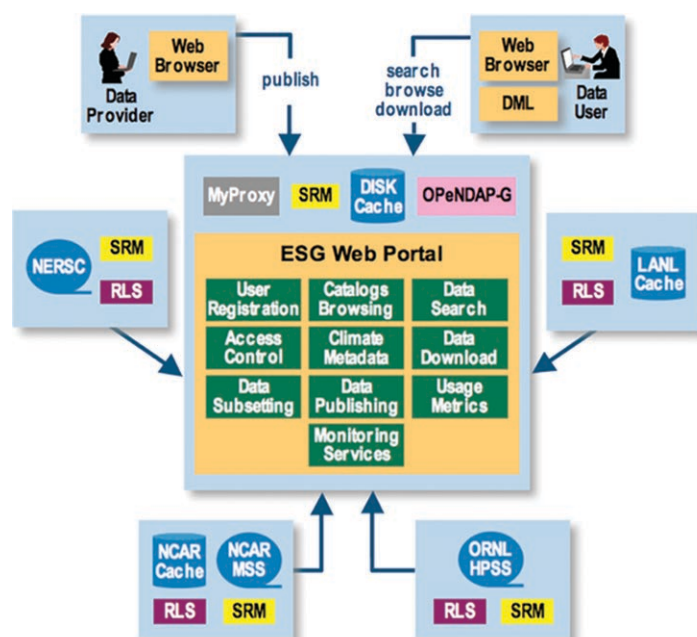 Web
Browser
Data
Provider
publish
search
browse
download
Web
Browser
DML
Data
User
MyProxy
SRM
DISK
Cache
OPeNDAP-G
NERSC
SRM
RLS
ESG Web Portal
User
Registration
Catalogs
Browsing
Data
Search
Access
Control
Climate
Metadata
Data
Download
Data
Subsetting
Data
Publishing
Usage
Metrics
Monitoring
Services
SRM
RLS
LANL
Cache
NCAR
Cache
NCAR
MSS
RLS
SRM
ORNL
HPSS
RLS
SRM